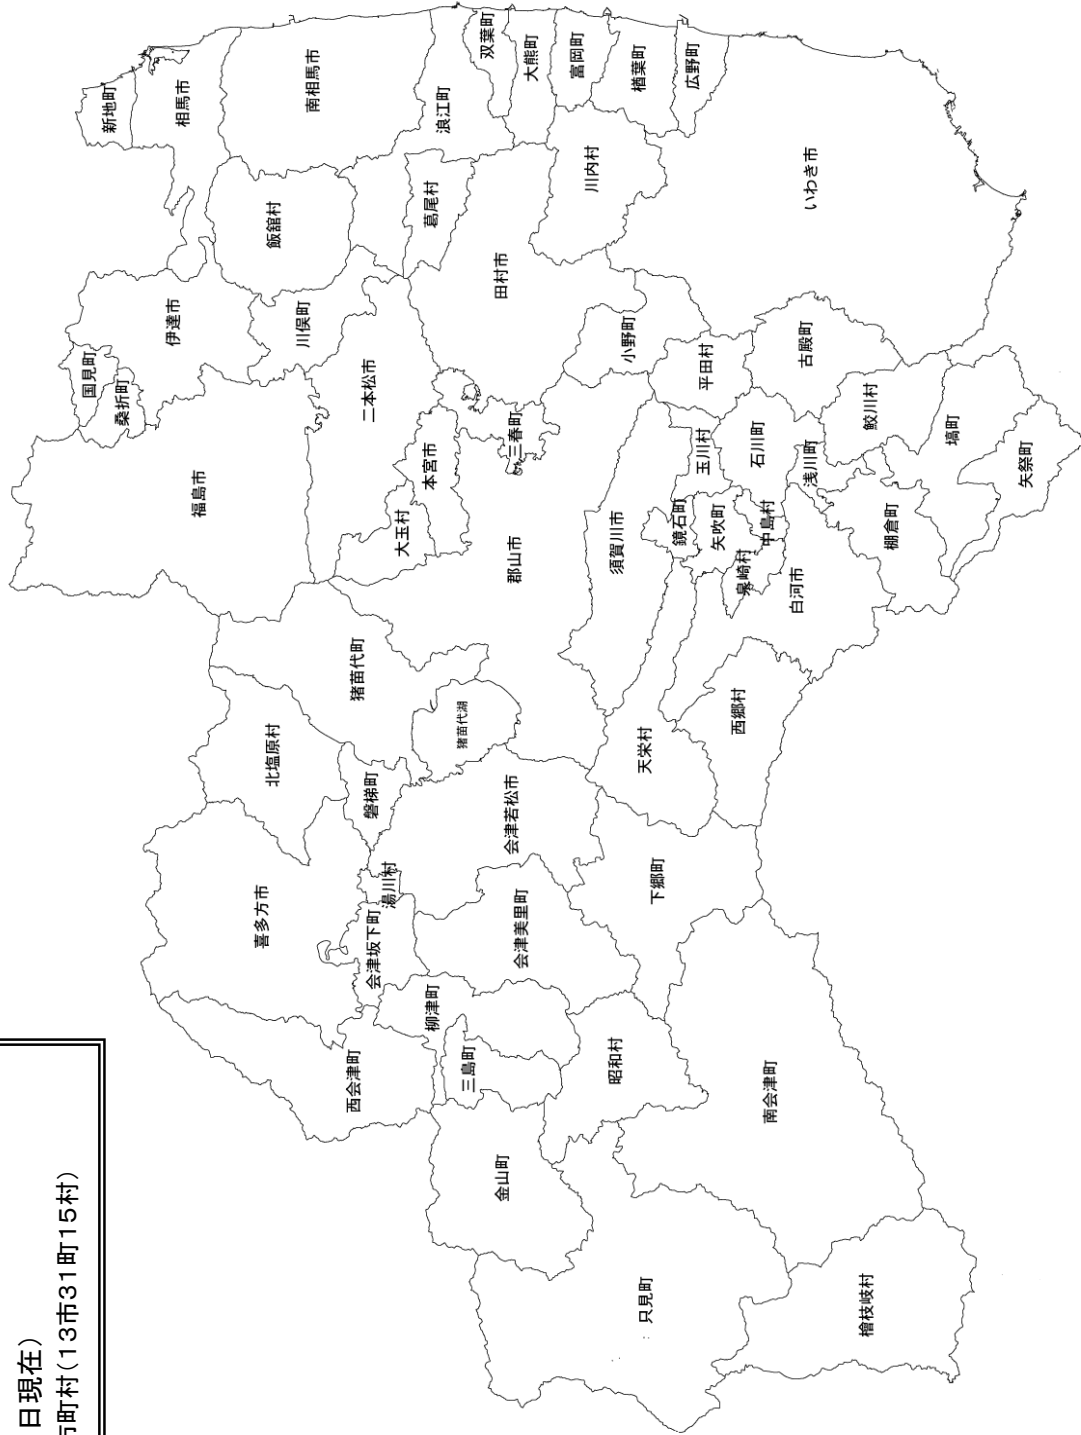 日現在)
市町村(13市31町15村)
新地町
相馬市
南相馬市
浪江町
双葉町
大熊町
富岡町
楢葉町
広野町
いわき市
飯舘村
葛尾村
川内村
田村市
伊達市
国見町
桑折町
川俣町
二本松市
小野町
平田村
古殿町
福島市
本宮市
大玉村
三春町
郡山市
須賀川市
鏡石町
玉川村
石川町
浅川町
鮫川村
塙町
矢祭町
棚倉町
矢吹町
中島村
泉崎村
白河市
西郷村
天栄村
猪苗代町
猪苗代湖
北塩原村
磐梯町
会津若松市
下郷町
喜多方市
湯川村
会津坂下町
会津美里町
柳津町
三島町
西会津町
昭和村
金山町
南会津町
只見町
檜枝岐村